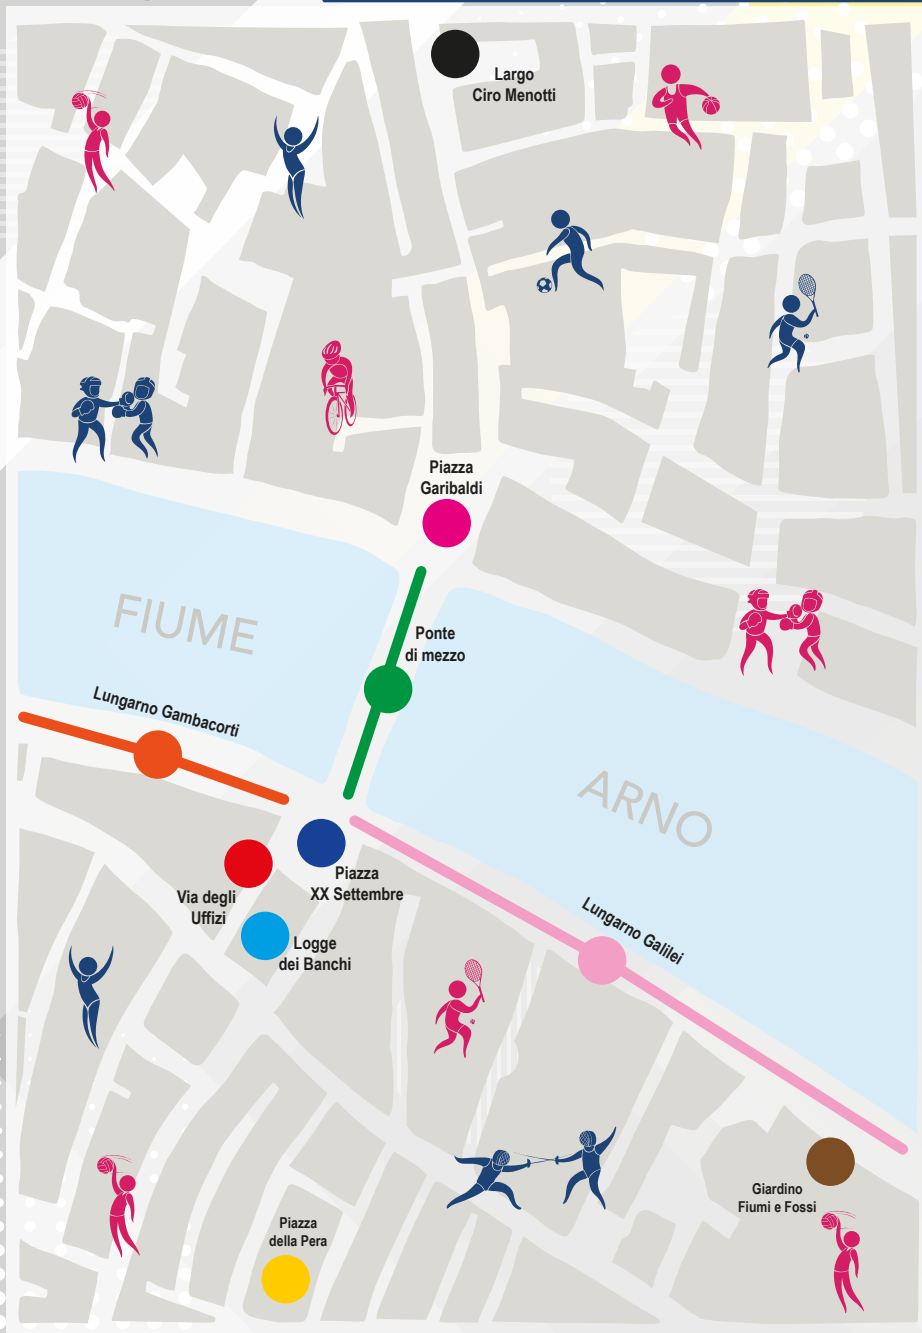 Largo
Ciro Menotti
Piazza
Garibaldi
FIUME
Ponte
di mezzo
Lungarno Gambacorti
ARNO
Piazza
XX Settembre
Via degli
Uffizi
Lungarno Galilei
Logge
dei Banchi
Giardino
Fiumi e Fossi
Piazza
della Pera